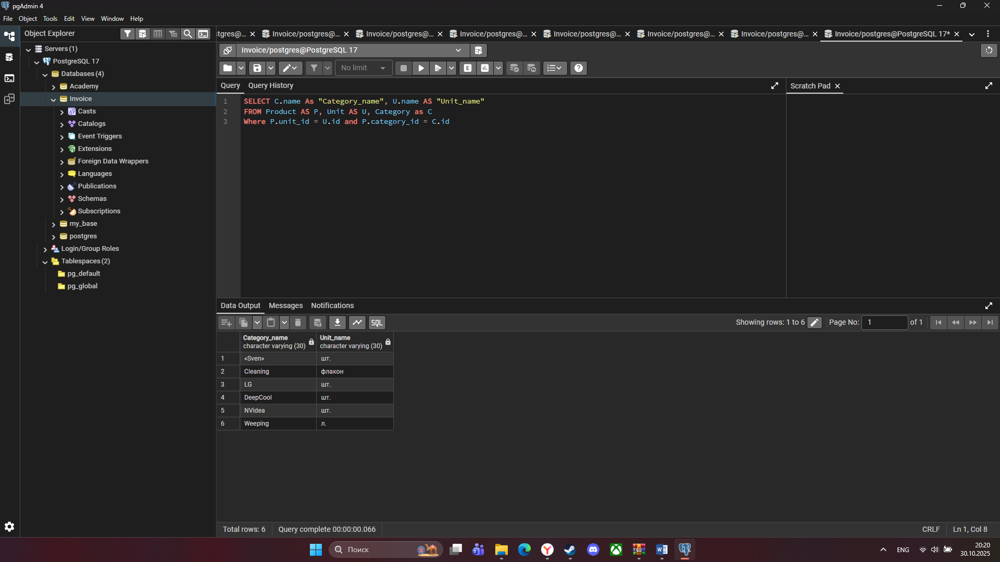 pgAdmin 4
File Object Tools Edit View Window Help
Object Explorer
stgres@... Invoice/postgres@... Invoice/postgres@... Invoice/postgres@... Invoice/postgres@... Invoice/postgres@... Invoice/postgres@... Invoice/postgres@PostgreSQL 17*
Servers (1)
PostgreSQL 17
Databases (4)
Academy
Invoice
Casts
Catalogs
Event Triggers
Extensions
Foreign Data Wrappers
Languages
Publications
Schemas
Subscriptions
my_base
postgres
Login/Group Roles
Tablespaces (2)
pg_default
pg_global
Invoice/postgres@PostgreSQL 17
No limit
E
Query Query History
Scratch Pad
1 SELECT C.name As "Category_name", U.name AS "Unit_name"
2 FROM Product AS P, Unit AS U, Category as C
3 Where P.unit_id = U.id and P.category_id = C.id
Data Output Messages Notifications
SQL
Showing rows: 1 to 6 Page No: 1 of 1
Category_name Unit_name
character varying (30) character varying (30)
1 «Sven» шт.
2 Cleaning флакон
3 LG шт.
4 DeepCool шт.
5 NVidea шт.
6 Weeping л.
Total rows: 6 Query complete 00:00:00.066
CRLF Ln 1, Col 8
Поиск
ENG
20:20
30.10.2025